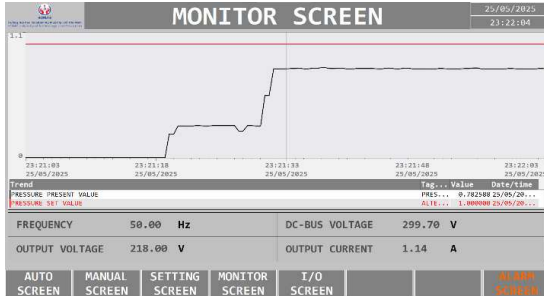 MONITOR SCREEN
25/05/2025
23:22:04
1.1
0
23:21:03 23:21:18 23:21:33 23:21:48 23:22:03
25/05/2025 25/05/2025 25/05/2025 25/05/2025 25/05/202
Trend Tag... Value Date/time
PRESSURE PRESENT VALUE PRES... 0.782508 25/05/20...
PRESSURE SET VALUE ALTE... 1.000000 25/05/20...
FREQUENCY 50.00 Hz DC-BUS VOLTAGE 299.70 V
OUTPUT VOLTAGE 218.00 V OUTPUT CURRENT 1.14 A
AUTO MANUAL SETTING MONITOR I/O ALARM
SCREEN SCREEN SCREEN SCREEN SCREEN SCREEN